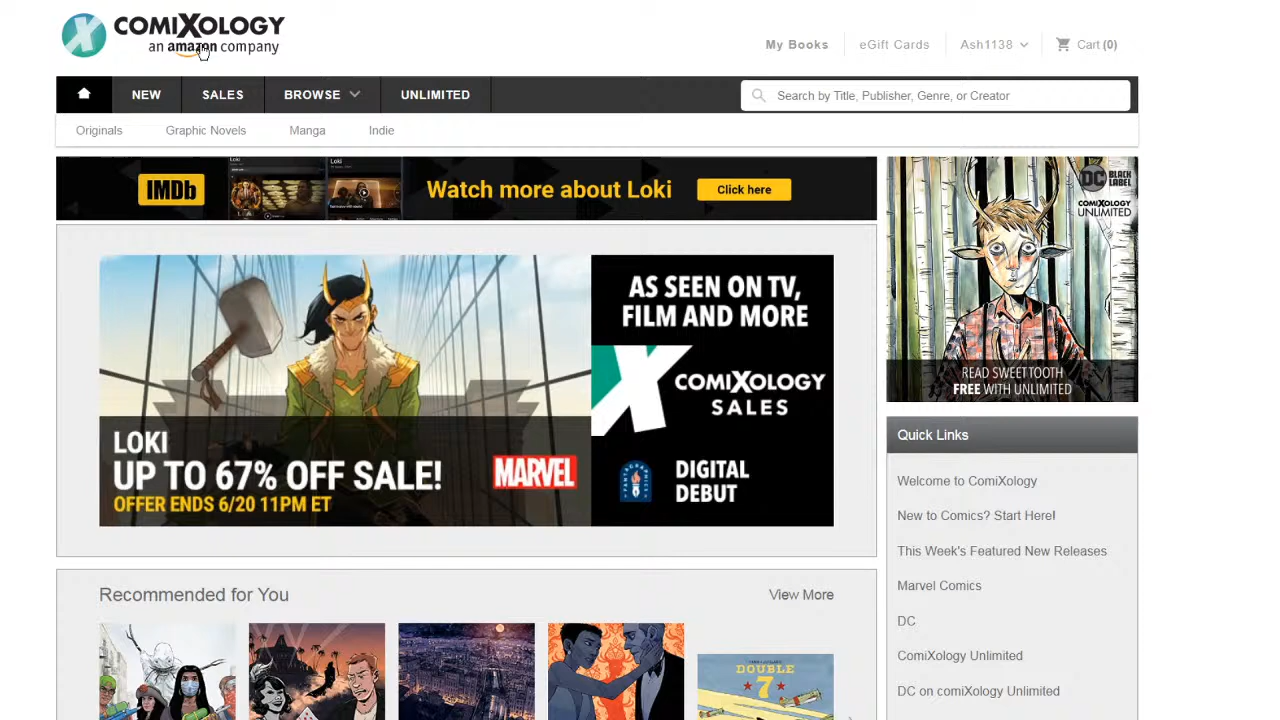 COMIXOLOGY
an amazon company
My Books
eGift Cards
Ash1138
Cart (0)
NEW
SALES
BROWSE
UNLIMITED
Search by Title, Publisher, Genre, or Creator
Originals
Graphic Novels
Manga
Indie
IMDb
Loki
Loki
Watch more about Loki
Click here
DC BLACK LABEL
COMIXOLOGY
UNLIMITED
READ SWEET TOOTH
FREE WITH UNLIMITED
LOKI
UP TO 67% OFF SALE!
OFFER ENDS 6/20 11PM ET
MARVEL
AS SEEN ON TV,
FILM AND MORE
COMIXOLOGY
SALES
FANTAGRAPHICS
DIGITAL
DEBUT
Quick Links
Welcome to ComiXology
New to Comics? Start Here!
This Week's Featured New Releases
Marvel Comics
DC
ComiXology Unlimited
DC on comiXology Unlimited
Recommended for You
View More
DOUBLE
7